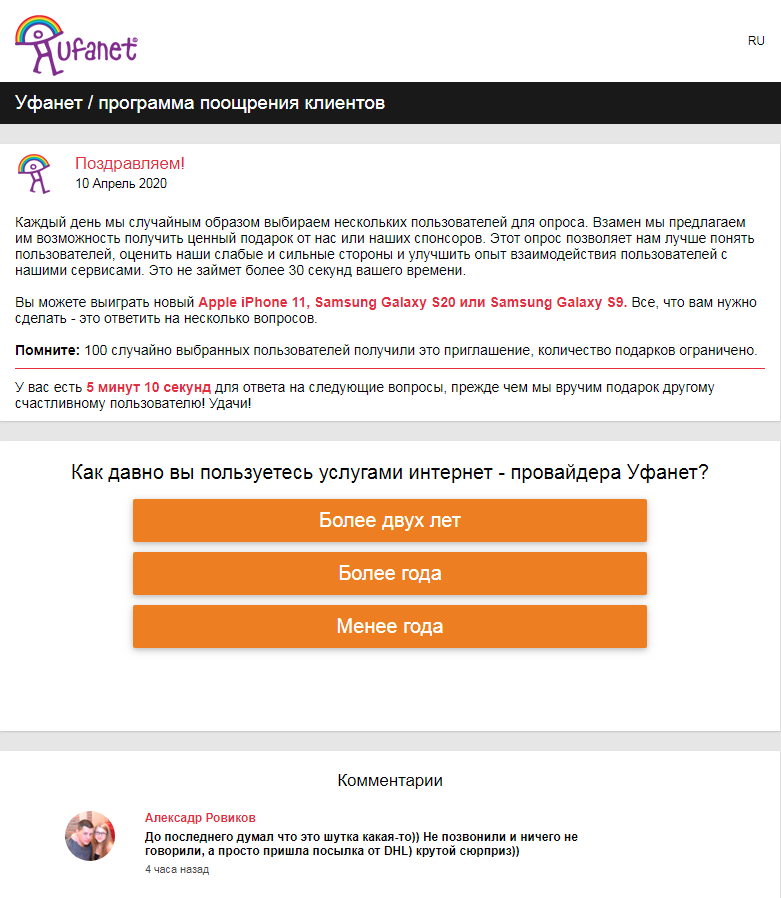 ufanet
RU
Уфанет / программа поощрения клиентов
Поздравляем!
10 Апрель 2020
Каждый день мы случайным образом выбираем нескольких пользователей для опроса. Взамен мы предлагаем
им возможность получить ценный подарок от нас или наших спонсоров. Этот опрос позволяет нам лучше понять
пользователей, оценить наши слабые и сильные стороны и улучшить опыт взаимодействия пользователей с
нашими сервисами. Это не займет более 30 секунд вашего времени.
Вы можете выиграть новый Apple iPhone 11, Samsung Galaxy S20 или Samsung Galaxy S9. Все, что вам нужно
сделать - это ответить на несколько вопросов.
Помните: 100 случайно выбранных пользователей получили это приглашение, количество подарков ограничено.
У вас есть 5 минут 10 секунд для ответа на следующие вопросы, прежде чем мы вручим подарок другому
счастливному пользователю! Удачи!
Как давно вы пользуетесь услугами интернет - провайдера Уфанет?
Более двух лет
Более года
Менее года
Комментарии
Алексадр Ровиков
До последнего думал что это шутка какая-то)) Не позвонили и ничего не
говорили, а просто пришла посылка от DHL) крутой сюрприз))
4 часа назад